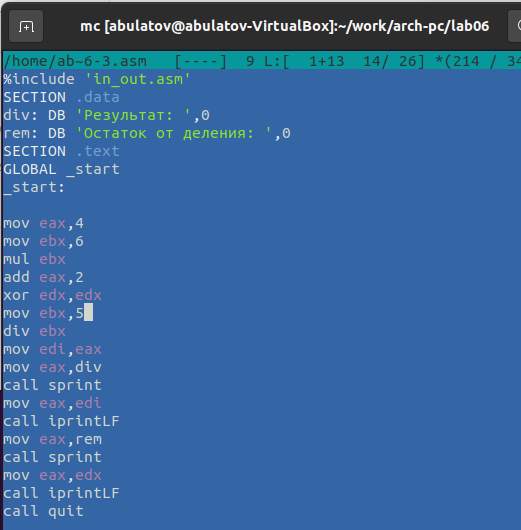 mc [abulatov@abulatov-VirtualBox]:~/work/arch-pc/lab06
/home/ab~6-3.asm   [----]  9 L:[  1+13  14/ 26] *(214 / 34
%include 'in_out.asm'
SECTION .data
div: DB 'Результат: ',0
rem: DB 'Остаток от деления: ',0
SECTION .text
GLOBAL _start
_start:

mov eax,4
mov ebx,6
mul ebx
add eax,2
xor edx,edx
mov ebx,5
div ebx
mov edi,eax
mov eax,div
call sprint
mov eax,edi
call iprintLF
mov eax,rem
call sprint
mov eax,edx
call iprintLF
call quit